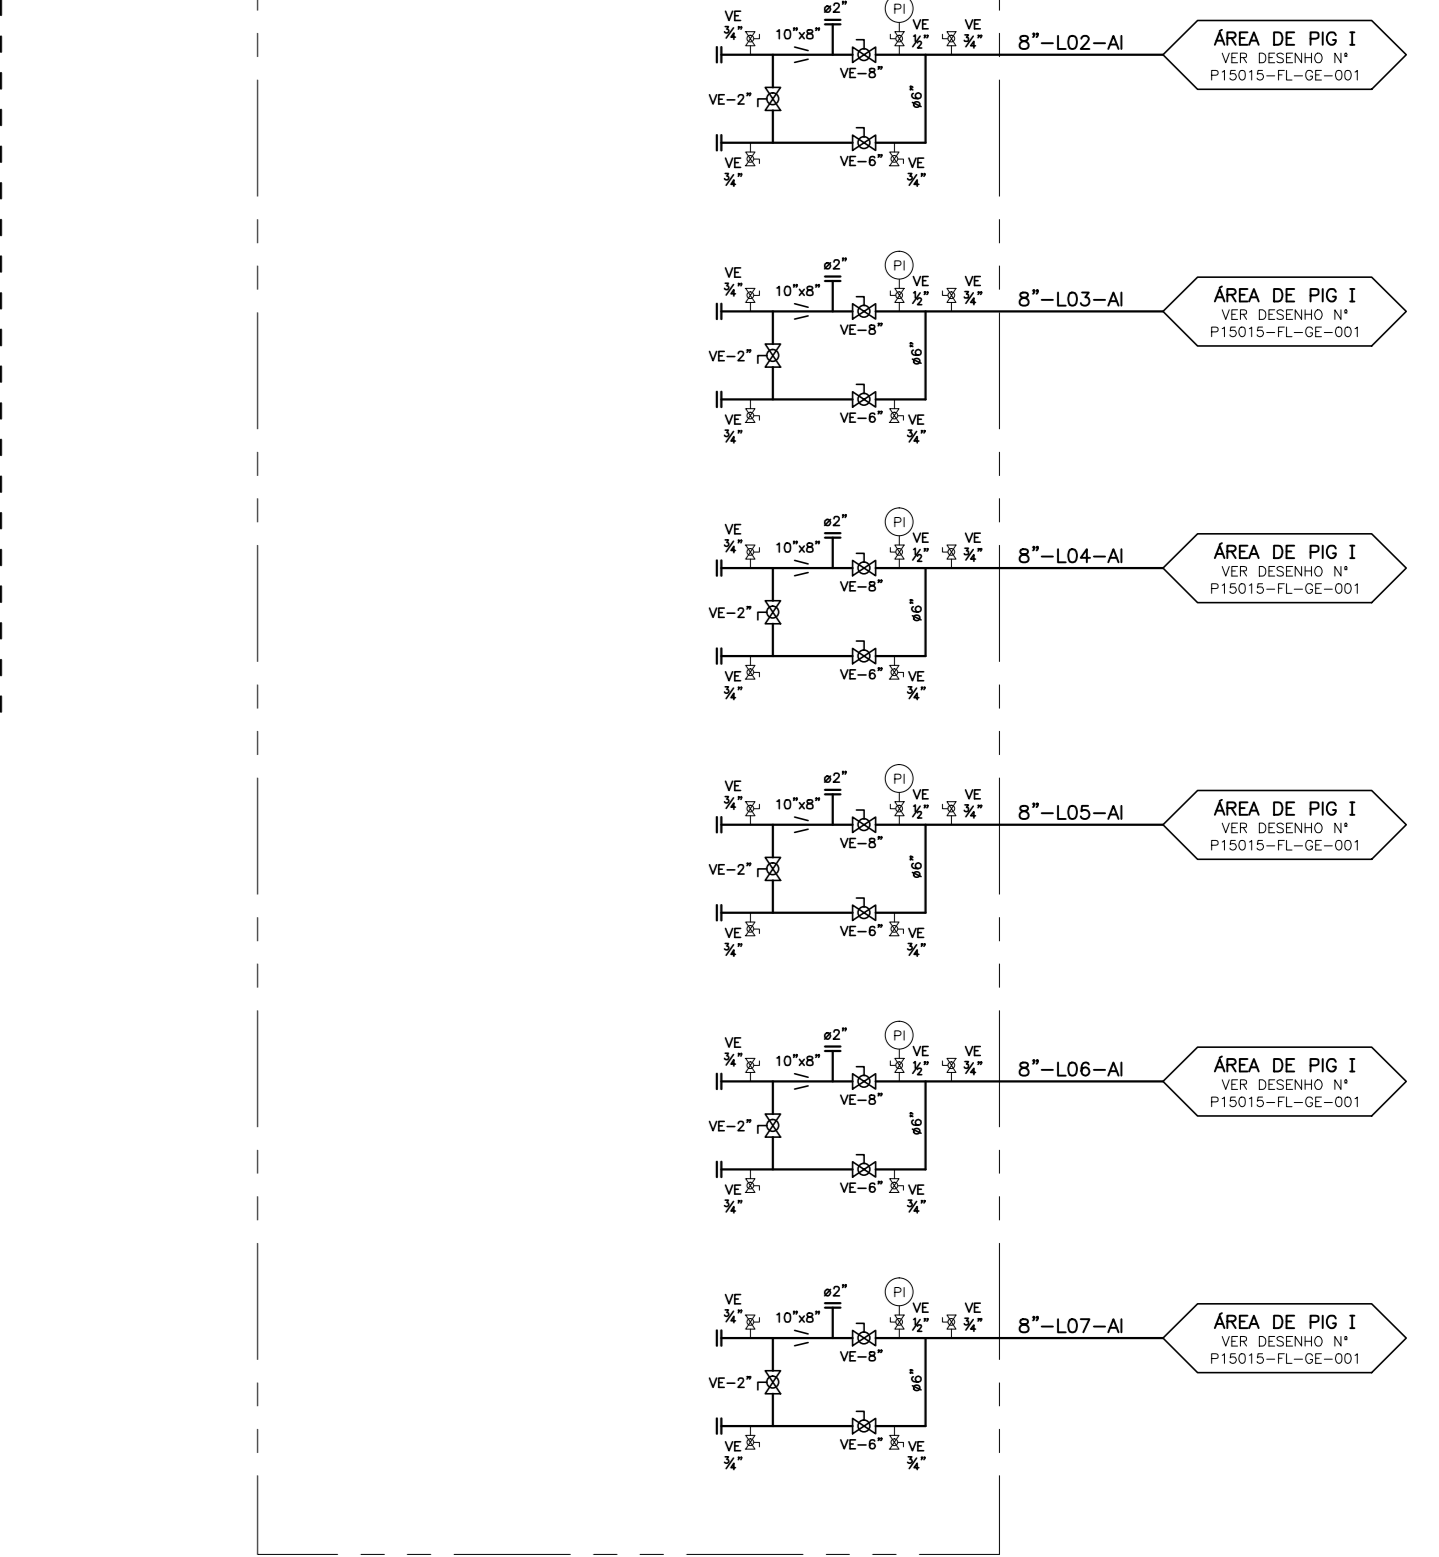 VE
¾"
10"x8"
ø2"
PI
VE
½"
VE
¾"
8"-L02-AI
ÁREA DE PIG I
VER DESENHO Nº
P15015-FL-GE-001
VE-8"
VE-2"
ø6"
VE-6"
VE
¾"
VE
¾"
VE
¾"
10"x8"
ø2"
PI
VE
½"
VE
¾"
8"-L03-AI
ÁREA DE PIG I
VER DESENHO Nº
P15015-FL-GE-001
VE-8"
VE-2"
ø6"
VE-6"
VE
¾"
VE
¾"
VE
¾"
10"x8"
ø2"
PI
VE
½"
VE
¾"
8"-L04-AI
ÁREA DE PIG I
VER DESENHO Nº
P15015-FL-GE-001
VE-8"
VE-2"
ø6"
VE-6"
VE
¾"
VE
¾"
VE
¾"
10"x8"
ø2"
PI
VE
½"
VE
¾"
8"-L05-AI
ÁREA DE PIG I
VER DESENHO Nº
P15015-FL-GE-001
VE-8"
VE-2"
ø6"
VE-6"
VE
¾"
VE
¾"
VE
¾"
10"x8"
ø2"
PI
VE
½"
VE
¾"
8"-L06-AI
ÁREA DE PIG I
VER DESENHO Nº
P15015-FL-GE-001
VE-8"
VE-2"
ø6"
VE-6"
VE
¾"
VE
¾"
VE
¾"
10"x8"
ø2"
PI
VE
½"
VE
¾"
8"-L07-AI
ÁREA DE PIG I
VER DESENHO Nº
P15015-FL-GE-001
VE-8"
VE-2"
ø6"
VE-6"
VE
¾"
VE
¾"